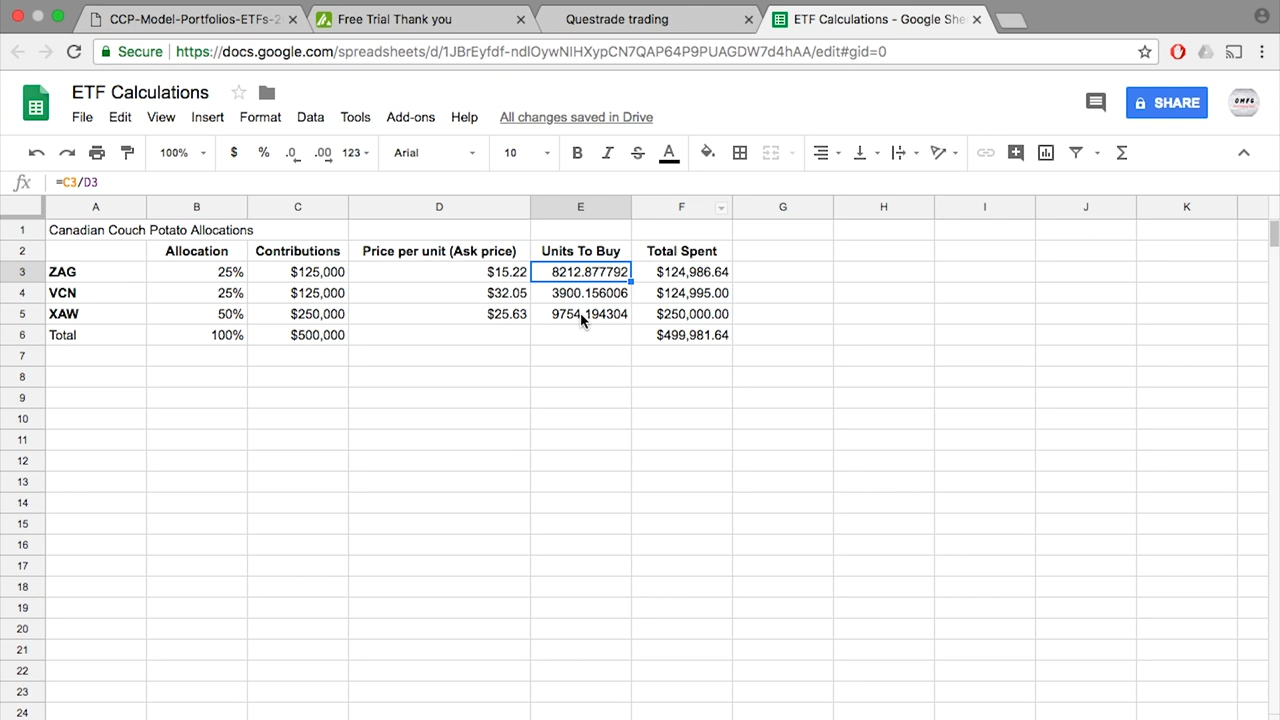 CCP-Model-Portfolios-ETFs-2
Free Trial Thank you
Questrade trading
ETF Calculations - Google She
Secure https://docs.google.com/spreadsheets/d/1JBrEyfdf-ndIOywNIHXypCN7QAP64P9PUAGDW7d4hAA/edit#gid=0
ETF Calculations
File Edit View Insert Format Data Tools Add-ons Help All changes saved in Drive
SHARE
OMFG
100% $ % .0 .00 123 Arial 10 B I S A
fx =C3/D3
A B C D E F G H I J K
1 Canadian Couch Potato Allocations
2 Allocation Contributions Price per unit (Ask price) Units To Buy Total Spent
3 ZAG 25% $125,000 $15.22 8212.877792 $124,986.64
4 VCN 25% $125,000 $32.05 3900.156006 $124,995.00
5 XAW 50% $250,000 $25.63 9754.194304 $250,000.00
6 Total 100% $500,000 $499,981.64
7
8
9
10
11
12
13
14
15
16
17
18
19
20
21
22
23
24